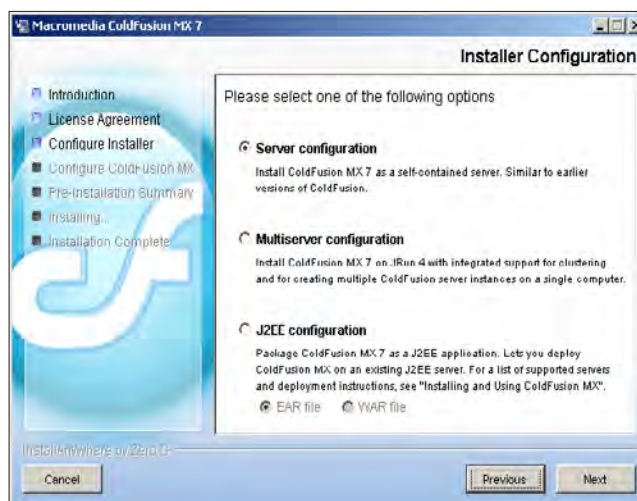 Macromedia ColdFusion MX 7
Installer Configuration
Introduction
License Agreement
Configure Installer
Configure ColdFusion MX
Pre-Installation Summary
Installing...
Installation Complete
Please select one of the following options
Server configuration
Install ColdFusion MX 7 as a self-contained server. Similar to earlier
versions of ColdFusion.
Multiserver configuration
Install ColdFusion MX 7 on JRun 4 with integrated support for clustering
and for creating multiple ColdFusion server instances on a single computer.
J2EE configuration
Package ColdFusion MX 7 as a J2EE application. Lets you deploy
ColdFusion MX on an existing J2EE server. For a list of supported servers
and deployment instructions, see "Installing and Using ColdFusion MX".
EAR file WAR file
InstallAnywhere by Zero G
Cancel Previous Next